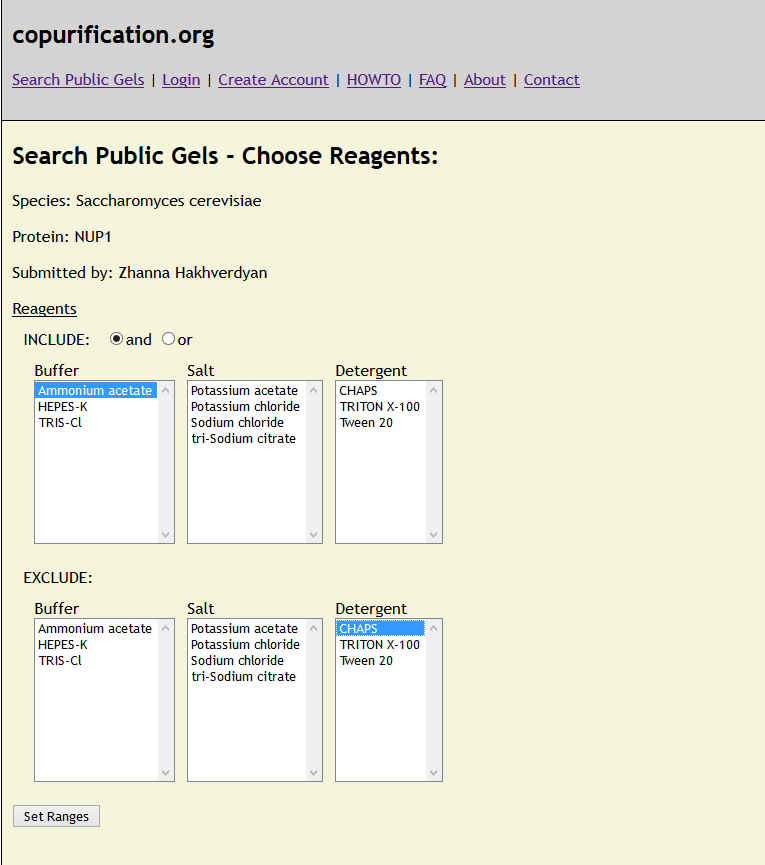 copurification.org
Search Public Gels | Login | Create Account | HOWTO | FAQ | About | Contact
Search Public Gels - Choose Reagents:
Species: Saccharomyces cerevisiae
Protein: NUP1
Submitted by: Zhanna Hakhverdyan
Reagents
INCLUDE: and or
Buffer Salt Detergent
Ammonium acetate Potassium acetate CHAPS
HEPES-K Potassium chloride TRITON X-100
TRIS-Cl Sodium chloride Tween 20
tri-Sodium citrate
EXCLUDE:
Buffer Salt Detergent
Ammonium acetate Potassium acetate CHAPS
HEPES-K Potassium chloride TRITON X-100
TRIS-Cl Sodium chloride Tween 20
tri-Sodium citrate
Set Ranges